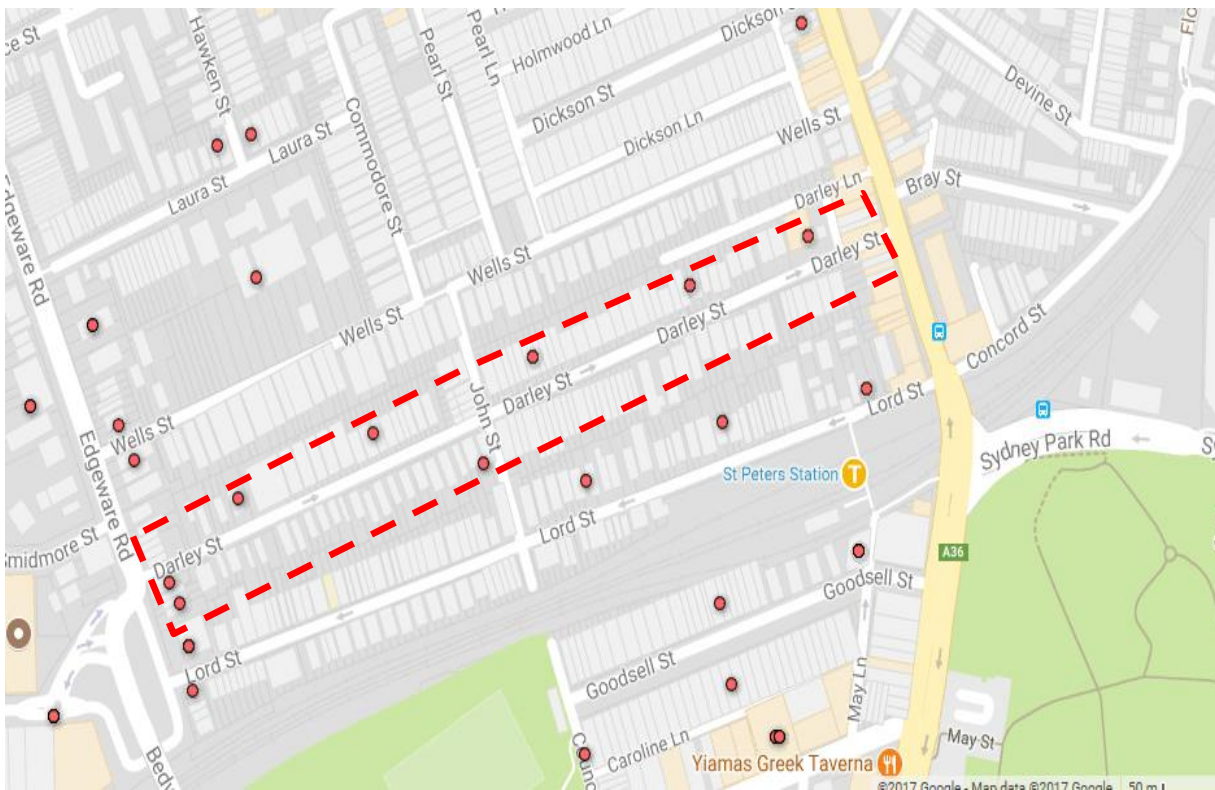 Hawken St
Pearl St
Pearl Ln
Holmwood Ln
Dickson St
Devine St
Commodore St
Dickson St
Dickson Ln
Wells St
Laura St
Laura St
Darley Ln
Bray St
Edgeware Rd
Wells St
Darley St
Wells St
Darley St
Concord St
John St
Darley St
Lord St
Wells St
Edgeware Rd
Sydney Park Rd
St Peters Station
T
Lord St
Smidmore St
Darley St
A36
Goodsell St
Lord St
Goodsell St
May Ln
Caroline Ln
May St
Yiamas Greek Taverna
©2017 Google - Map data ©2017 Google
50 m